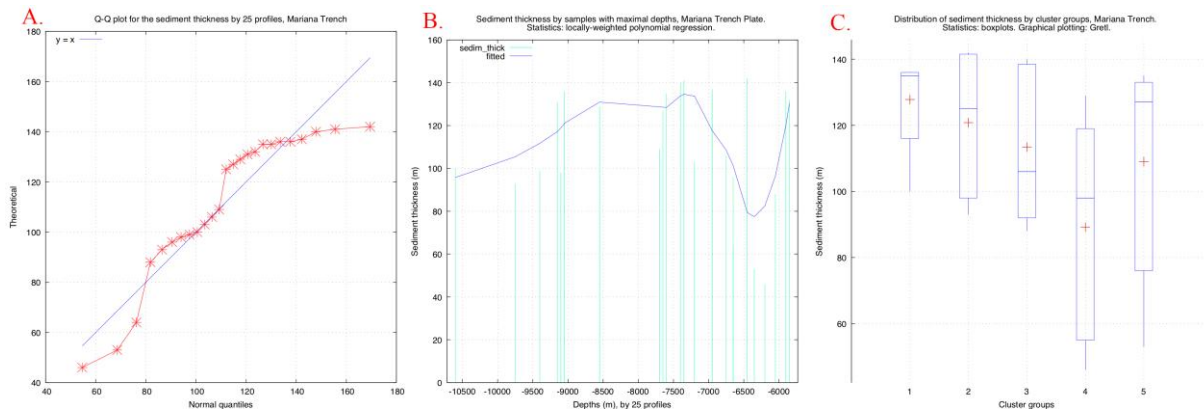 A.
Q-Q plot for the sediment thickness by 25 profiles, Mariana Trench
y = x
180
160
140
120
100
80
60
40
Theoretical
40 60 80 100 120 140 160 180
Normal quantiles
B.
Sediment thickness by samples with maximal depths, Mariana Trench Plate.
Statistics: locally-weighted polynomial regression.
sedim_thick
fitted
160
140
120
100
80
60
40
20
0
Sediment thickness (m)
-10500 -10000 -9500 -9000 -8500 -8000 -7500 -7000 -6500 -6000
Depths (m), by 25 profiles
C.
Distribution of sediment thickness by cluster groups, Mariana Trench.
Statistics: boxplots. Graphical plotting: Gretl.
140
120
100
80
60
Sediment thickness (m)
1 2 3 4 5
Cluster groups